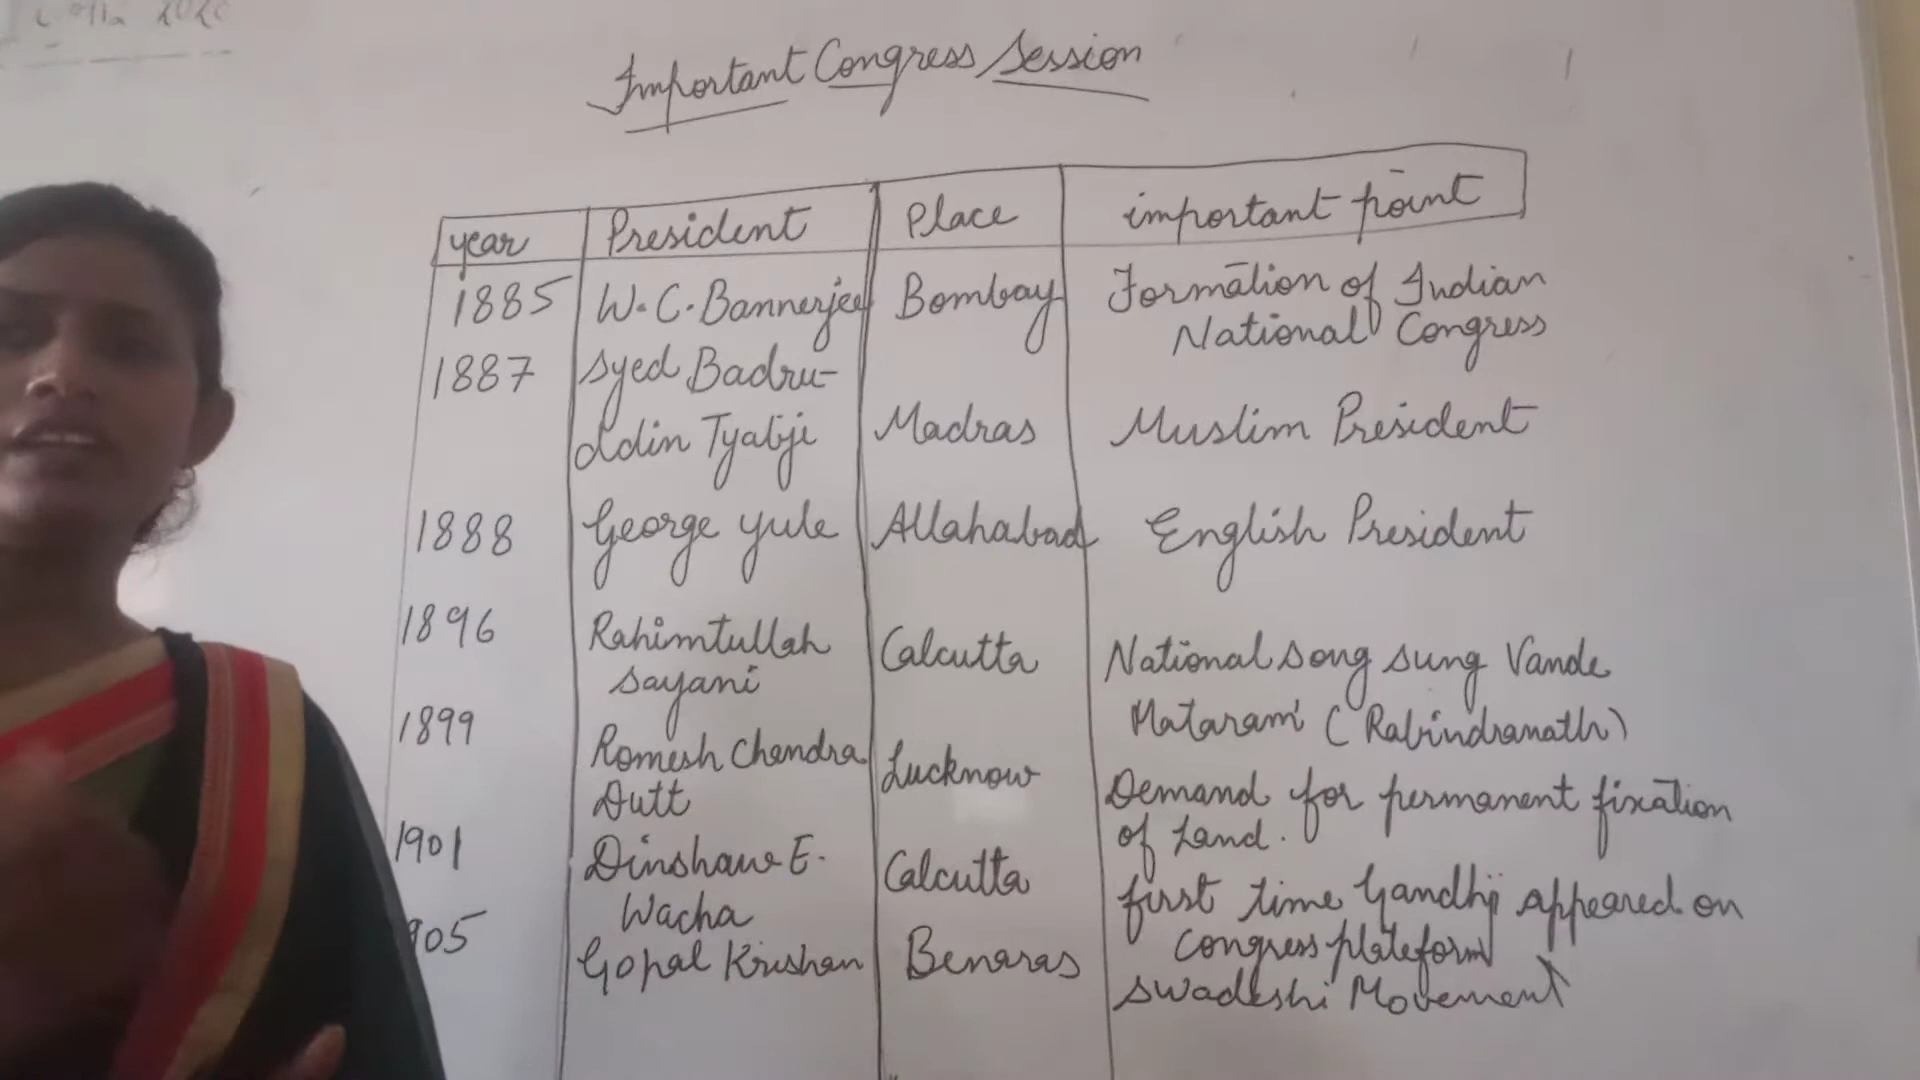 Important Congress Session
year President Place important point
1885 W.C. Bannerjee Bombay Formation of Indian
National Congress
1887 Syed Badru-
ddin Tyabji Madras Muslim President
1888 George Yule Allahabad English President
1896 Rahimtullah Calcutta National song sung Vande
Sayani Mataram (Rabindranath)
1899 Romesh Chandra Lucknow Demand for permanent fixation
Dutt of Land.
1901 Dinshaw E. Calcutta first time Gandhiji appeared on
Wacha Congress plateform
905 Gopal Krishan Benaras Swadeshi Movement